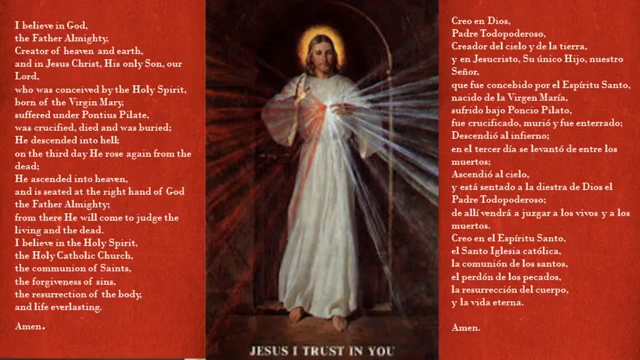 I believe in God,
the Father Almighty,
Creator of heaven and earth,
and in Jesus Christ, His only Son, our
Lord,
who was conceived by the Holy Spirit,
born of the Virgin Mary,
suffered under Pontius Pilate,
was crucified, died and was buried;
He descended into hell;
on the third day He rose again from the
dead;
He ascended into heaven,
and is seated at the right hand of God
the Father Almighty;
from there He will come to judge the
living and the dead.
I believe in the Holy Spirit,
the Holy Catholic Church,
the communion of Saints,
the forgiveness of sins,
the resurrection of the body,
and life everlasting.
Amen.
JESUS I TRUST IN YOU
Creo en Dios,
Padre Todopoderoso,
Creador del cielo y de la tierra,
y en Jesucristo, Su único Hijo, nuestro
Señor,
que fue concebido por el Espíritu Santo,
nacido de la Virgen María,
sufrido bajo Poncio Pilato,
fue crucificado, murió y fue enterrado;
Descendió al infierno;
en el tercer día se levantó de entre los
muertos;
Ascendió al cielo,
y está sentado a la diestra de Dios el
Padre Todopoderoso;
de allí vendrá a juzgar a los vivos y a los
muertos.
Creo en el Espíritu Santo,
el Santo Iglesia católica,
la comunión de los santos,
el perdón de los pecados,
la resurrección del cuerpo,
y la vida eterna.
Amen.